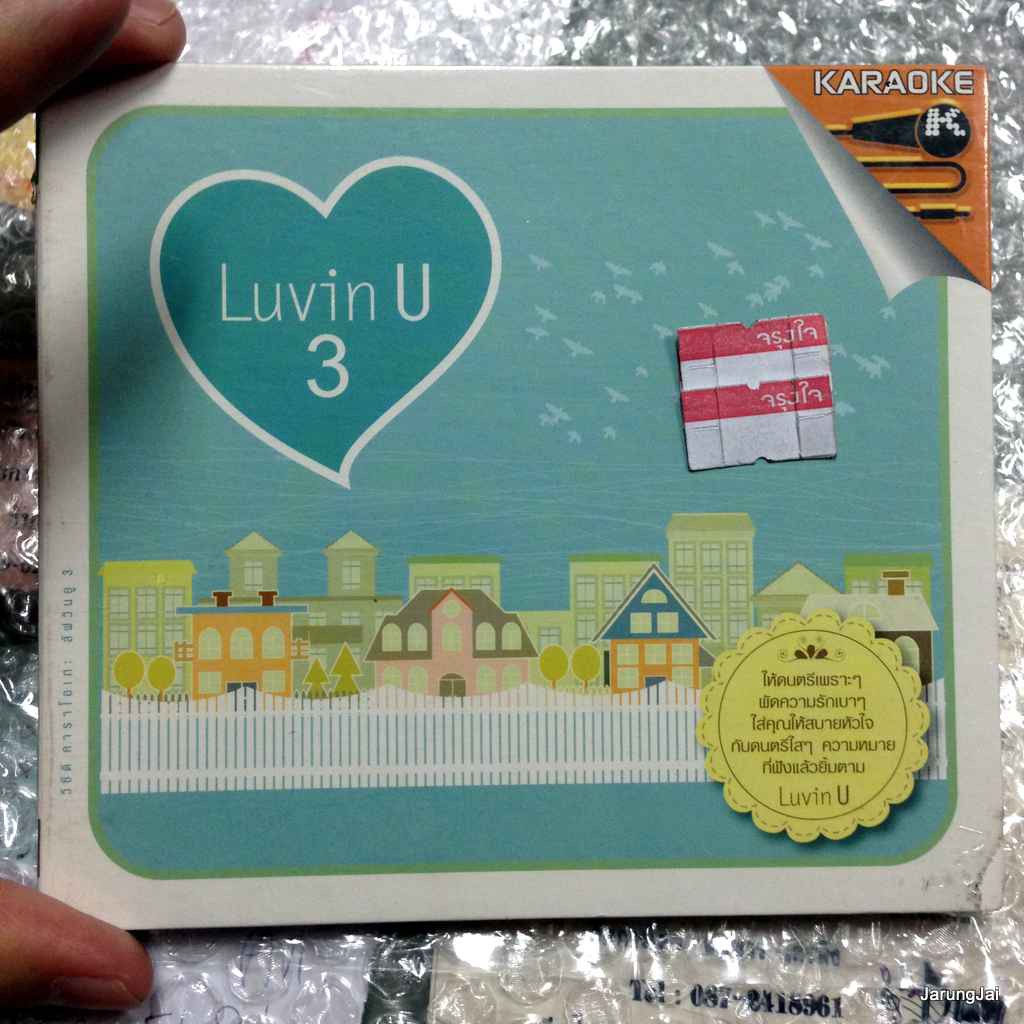 KARAOKE
K
Luvin U
3
จรุงใจ
จรุงใจ
วีซีดี คาราโอเกะ ลัฟวินยู 3
ให้ดนตรีเพราะๆ
พัดความรักเบาๆ
ใส่คุณให้สบายหัวใจ
กับดนตรีใสๆ ความหมาย
ที่ฟังแล้วยิ้มตาม
Luvin U
Tel : 087-8418961
JarungJai